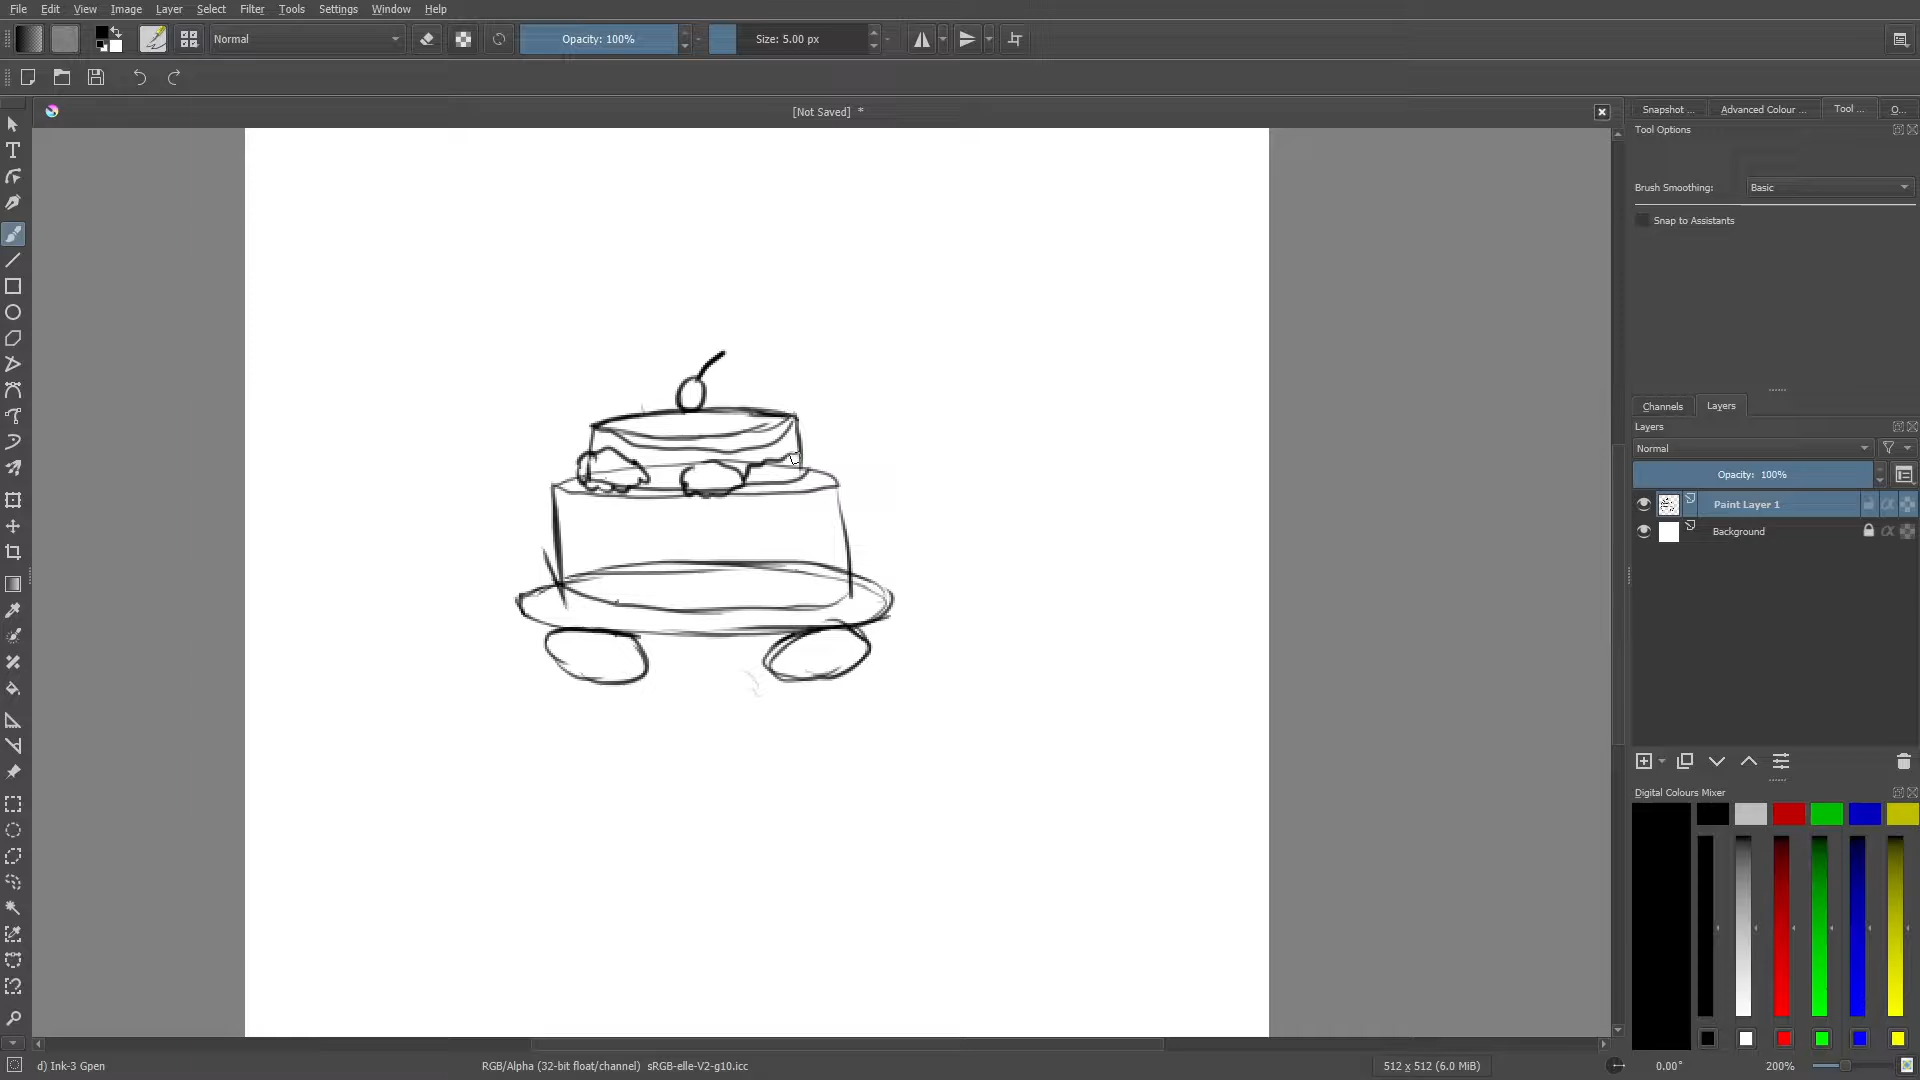 File Edit View Image Layer Select Filter Tools Settings Window Help
Normal Opacity: 100% Size: 5.00 px
[Not Saved] *
Snapshot ... Advanced Colour ... Tool ... O...
Tool Options
Brush Smoothing: Basic
Snap to Assistants
Channels Layers
Layers
Normal
Opacity: 100%
Paint Layer 1
Background
Digital Colours Mixer
d) Ink-3 Gpen RGB/Alpha (32-bit float/channel) sRGB-elle-V2-g10.icc 512 x 512 (6.0 MiB) 0.00° 200%